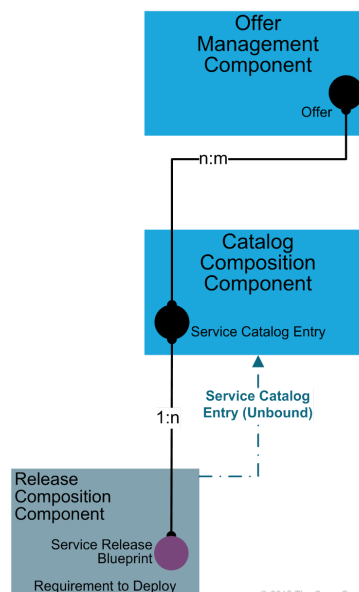 Offer
Management
Component
Offer
n:m
Catalog
Composition
Component
Service Catalog Entry
Service Catalog
Entry (Unbound)
1:n
Release
Composition
Component
Service Release
Blueprint
Requirement to Deploy